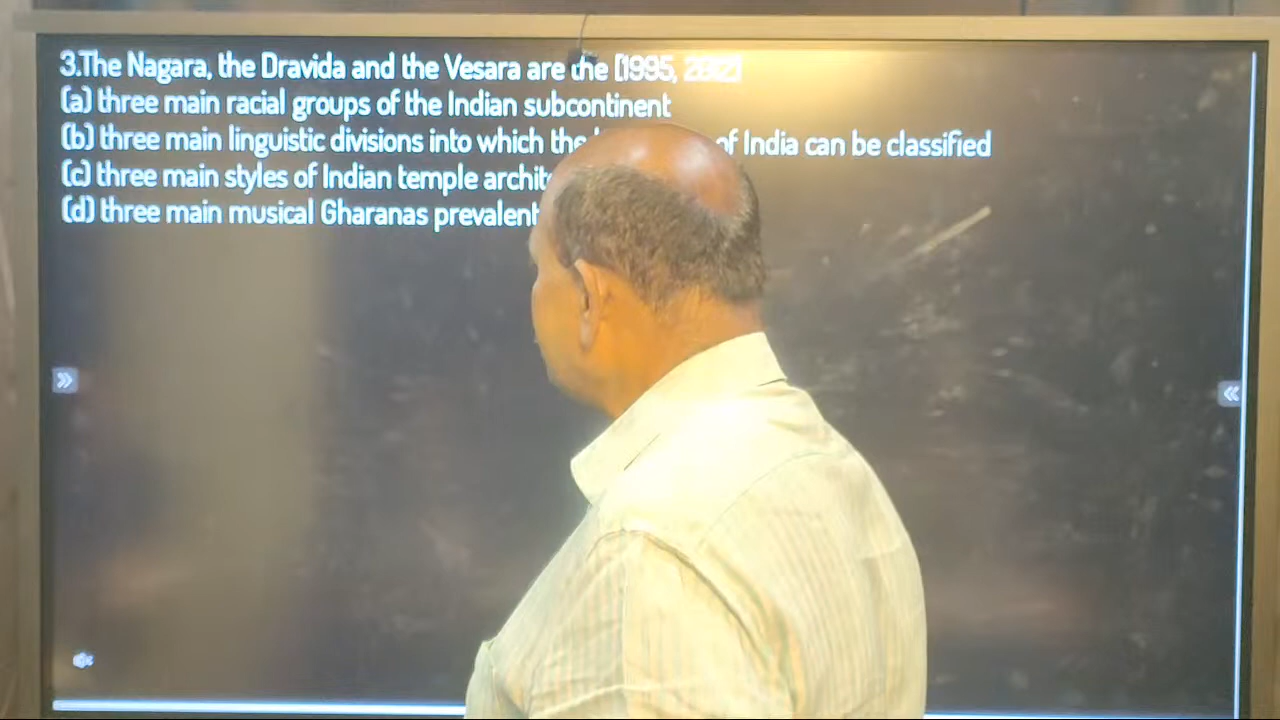 3.The Nagara, the Dravida and the Vesara are the [1995,
(a) three main racial groups of the Indian subcontinent
(b) three main linguistic divisions into which the of India can be classified
(c) three main styles of Indian temple
(d) three main musical Gharanas prevalent